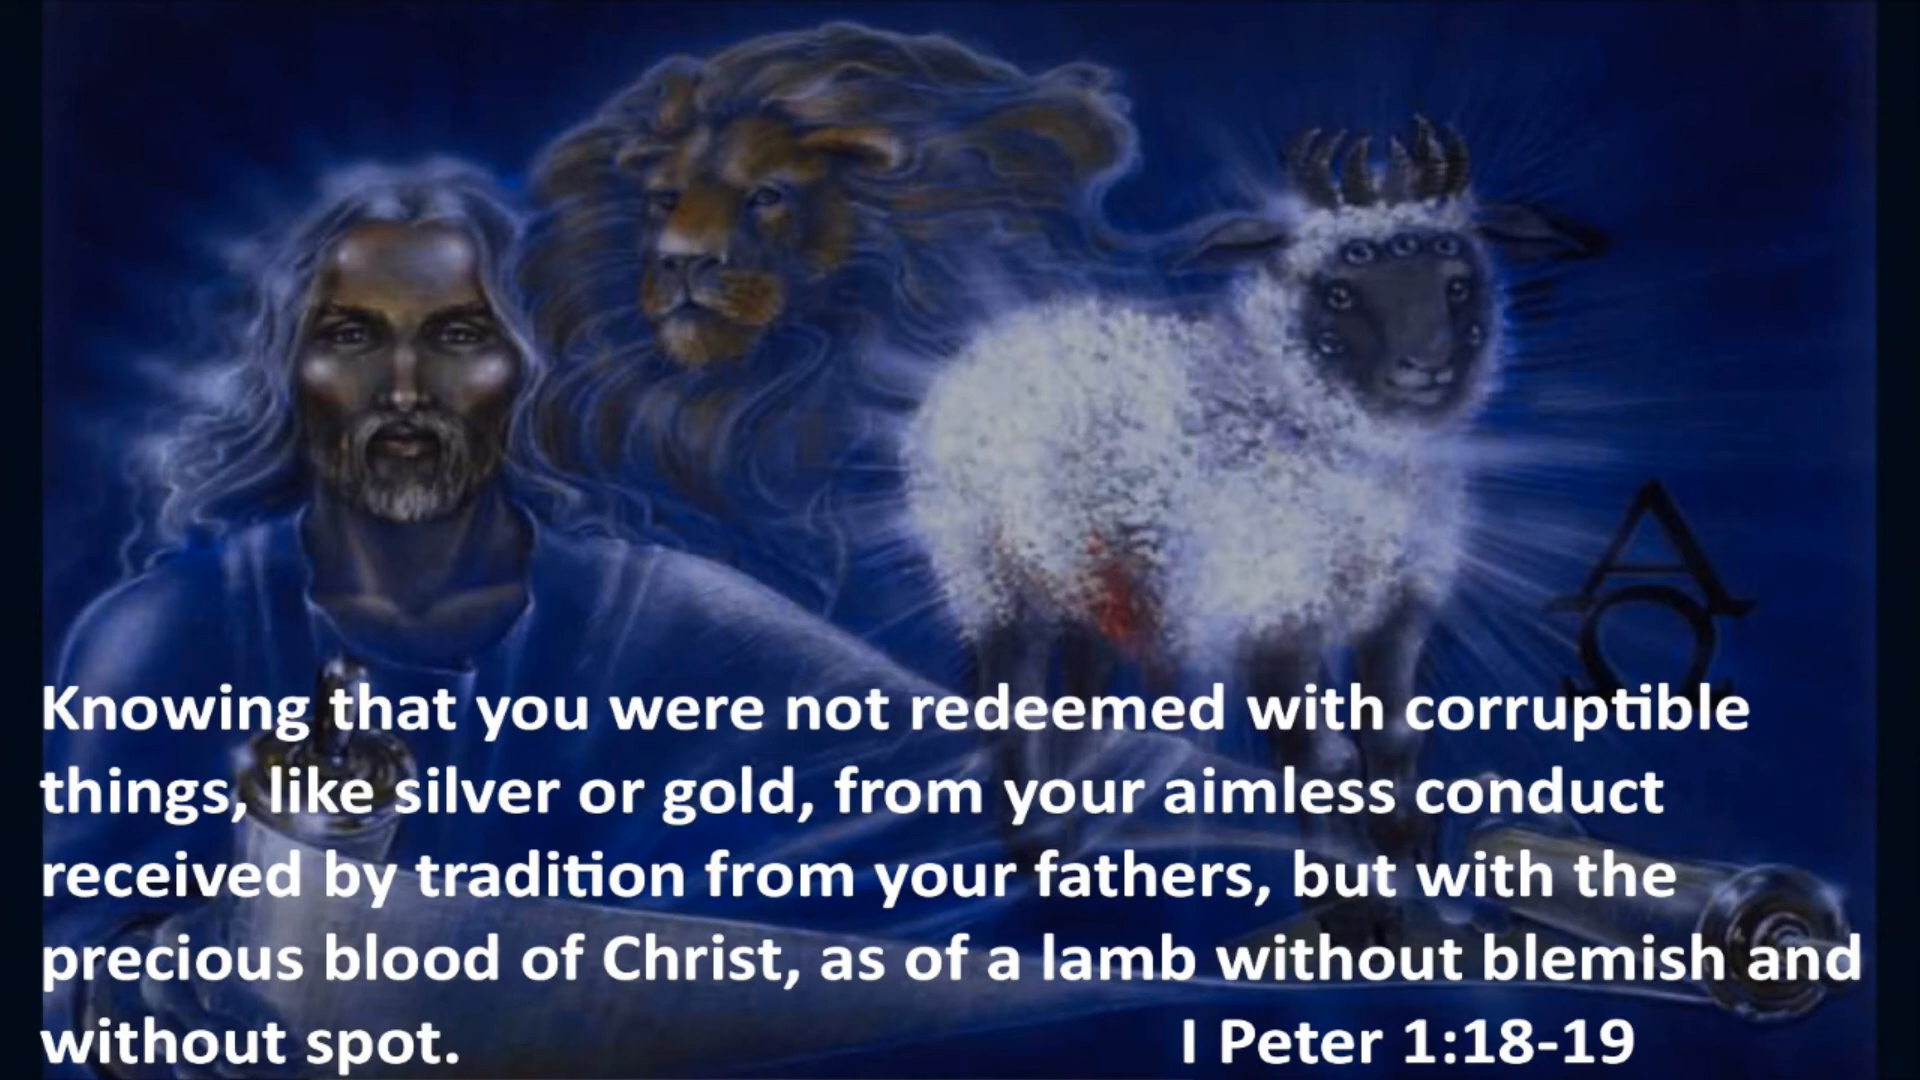 Α
Ω
Knowing that you were not redeemed with corruptible
things, like silver or gold, from your aimless conduct
received by tradition from your fathers, but with the
precious blood of Christ, as of a lamb without blemish and
without spot. I Peter 1:18-19